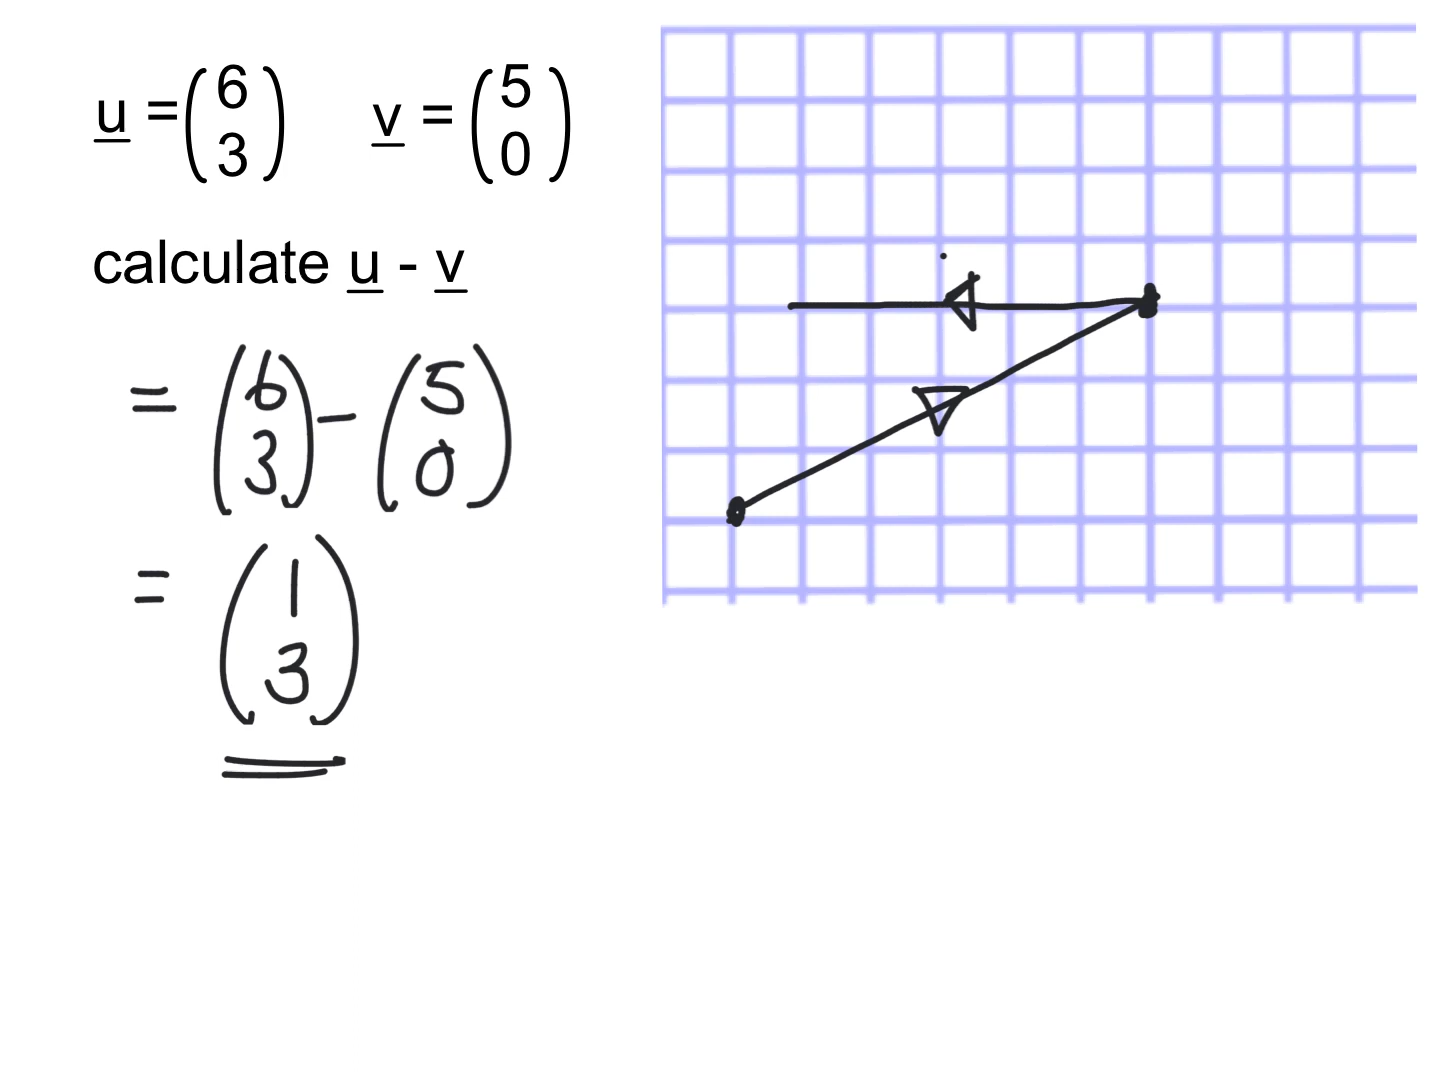 u = (6 3) v = (5 0)
calculate u - v
= (6 3) - (5 0)
= (1 3)